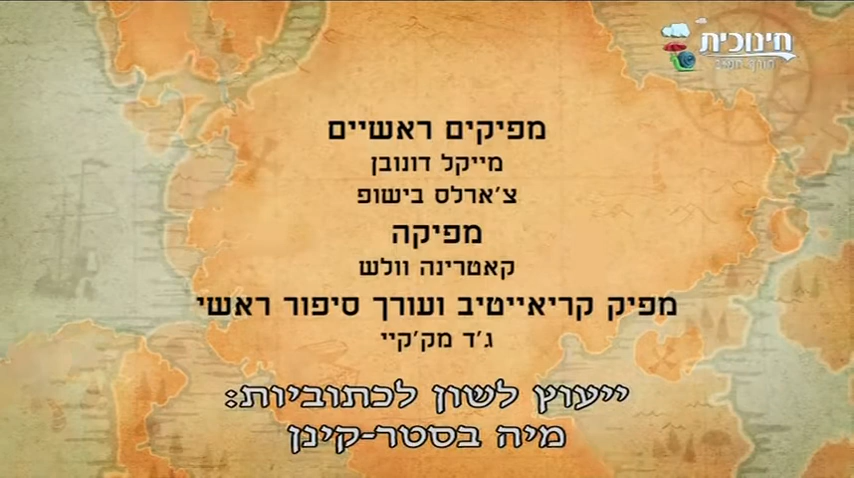 חינוכית
מפיקים ראשיים
מייקל דונובן
צ'ארלס בישופ
מפיקה
קאטרינה וולש
מפיק קריאייטיב ועורך סיפור ראשי
ג'ד מק'קיי
ייעוץ לשון לכתוביות:
מיה בסטר-קינן